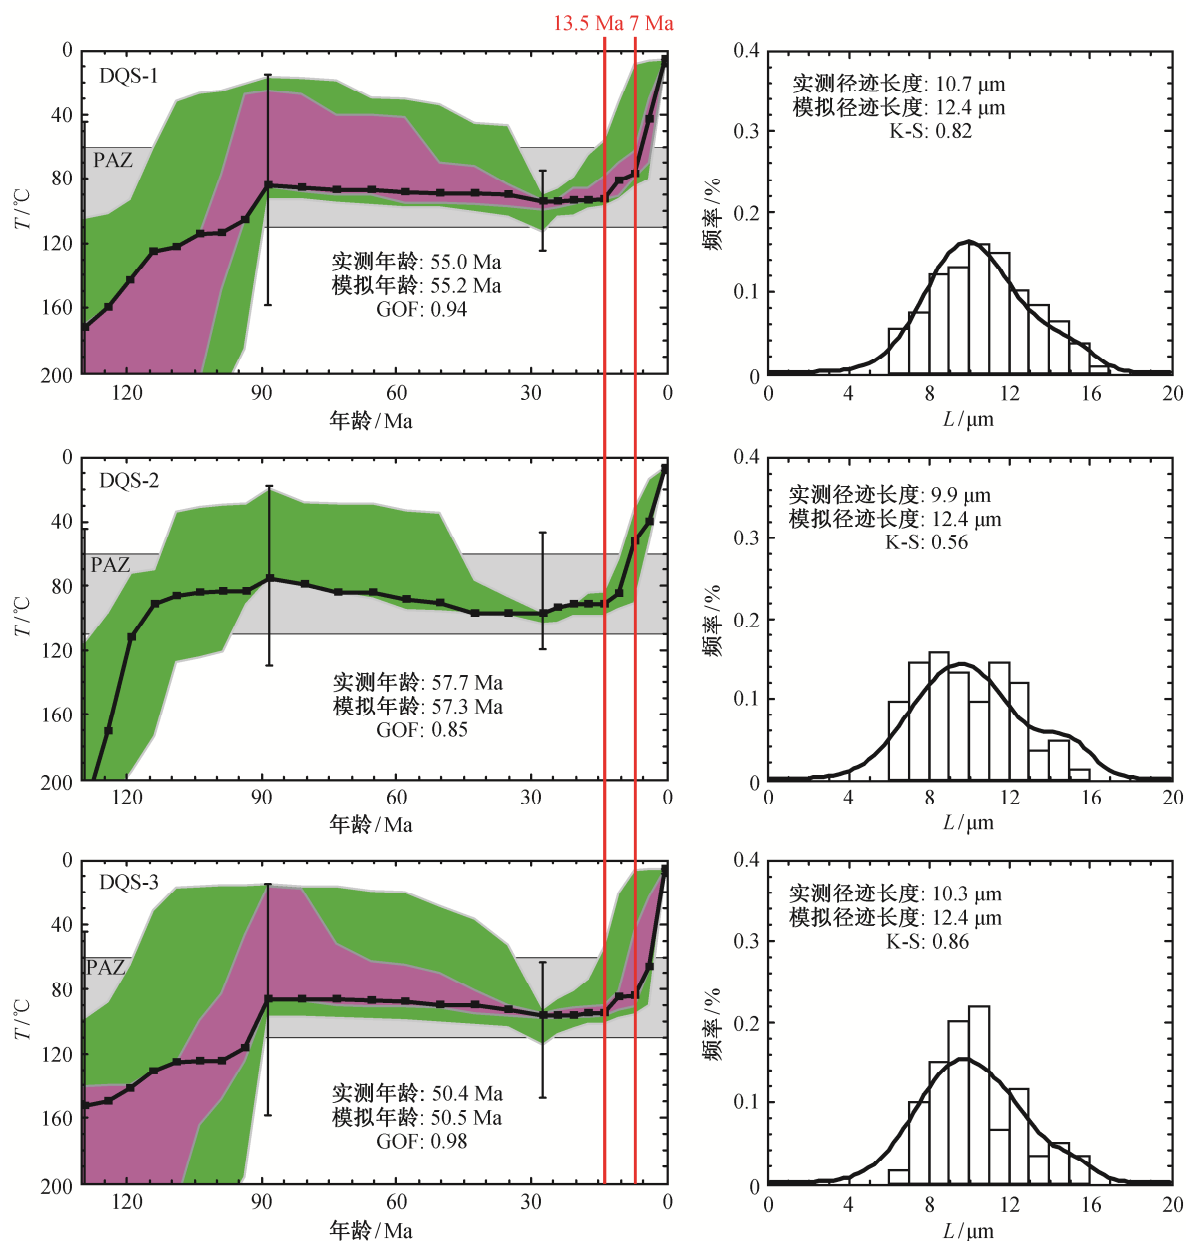 13.5 Ma 7 Ma
DQS-1
PAZ
实测年龄: 55.0 Ma
模拟年龄: 55.2 Ma
GOF: 0.94
0
40
80
120
160
200
T/℃
120
90
60
30
0
年龄/Ma
实测径迹长度: 10.7 μm
模拟径迹长度: 12.4 μm
K-S: 0.82
0.4
0.3
0.2
0.1
0
频率/%
0
4
8
12
16
20
L/μm
DQS-2
PAZ
实测年龄: 57.7 Ma
模拟年龄: 57.3 Ma
GOF: 0.85
0
40
80
120
160
200
T/℃
120
90
60
30
0
年龄/Ma
实测径迹长度: 9.9 μm
模拟径迹长度: 12.4 μm
K-S: 0.56
0.4
0.3
0.2
0.1
0
频率/%
0
4
8
12
16
20
L/μm
DQS-3
PAZ
实测年龄: 50.4 Ma
模拟年龄: 50.5 Ma
GOF: 0.98
0
40
80
120
160
200
T/℃
120
90
60
30
0
年龄/Ma
实测径迹长度: 10.3 μm
模拟径迹长度: 12.4 μm
K-S: 0.86
0.4
0.3
0.2
0.1
0
频率/%
0
4
8
12
16
20
L/μm